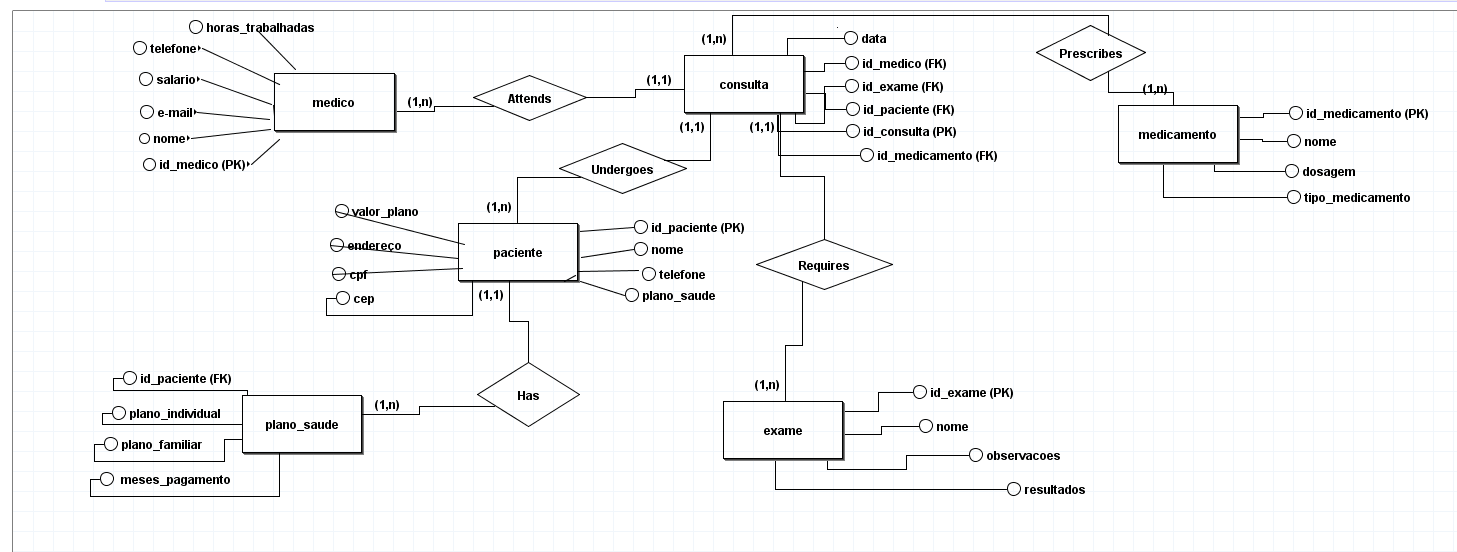 horas_trabalhadas
telefone
salario
e-mail
nome
id_medico (PK)
medico
(1,n)
Attends
(1,1)
(1,n)
consulta
(1,1)
(1,1)
data
id_medico (FK)
id_exame (FK)
id_paciente (FK)
id_consulta (PK)
id_medicamento (FK)
Prescribes
(1,n)
medicamento
id_medicamento (PK)
nome
dosagem
tipo_medicamento
Undergoes
(1,n)
valor_plano
endereço
cpf
cep
paciente
(1,1)
id_paciente (PK)
nome
telefone
plano_saude
Requires
(1,n)
Has
(1,n)
id_paciente (FK)
plano_individual
plano_familiar
meses_pagamento
plano_saude
exame
id_exame (PK)
nome
observacoes
resultados